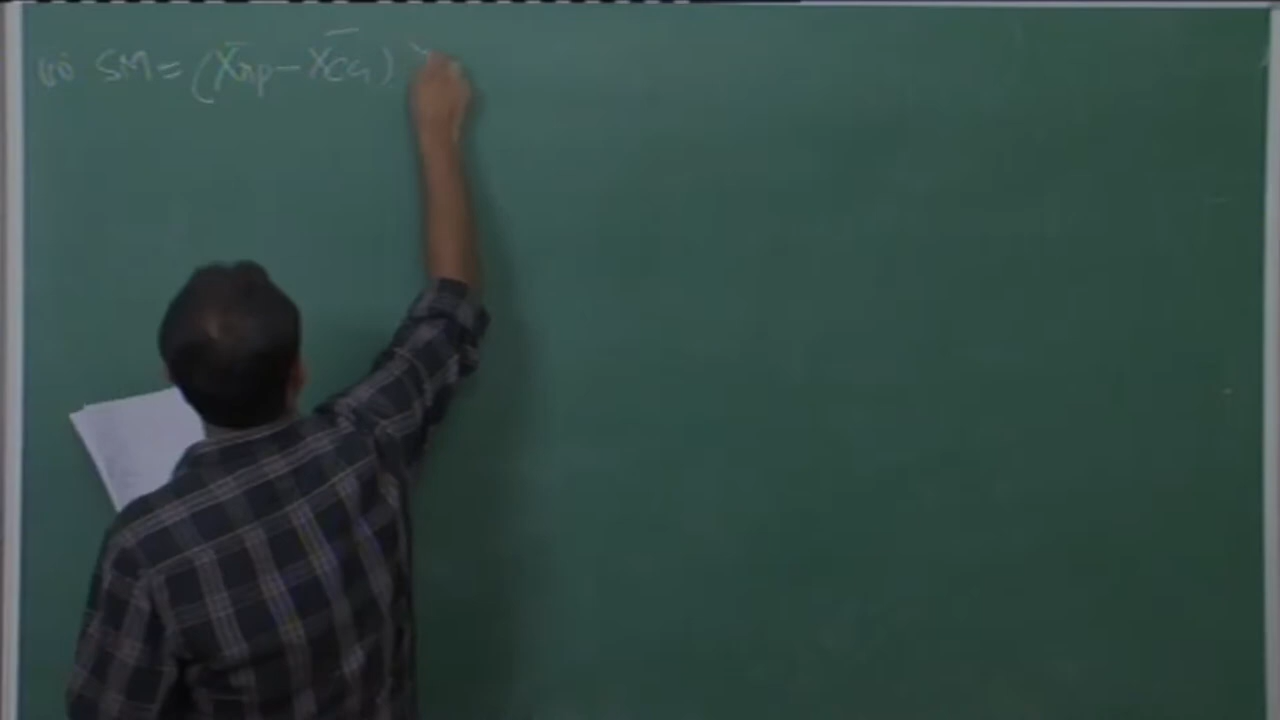 SM = (X̄np - X̄CG) ×